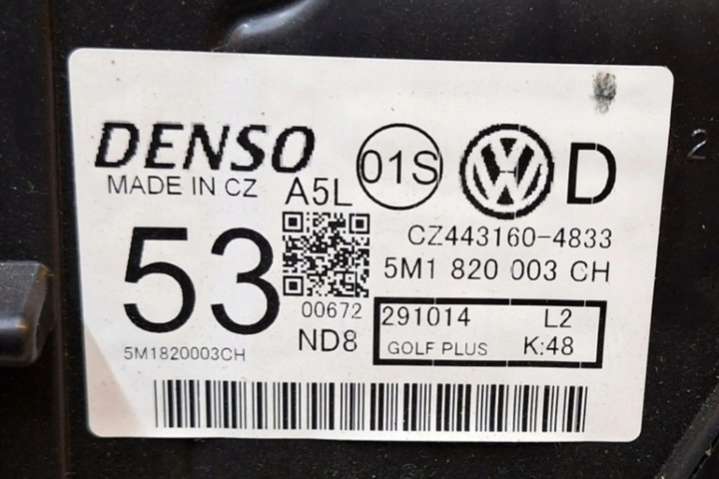 DENSO
01S
VW
D
MADE IN CZ
A5L
53
CZ443160-4833
5M1 820 003 CH
00672
291014 L2
ND8
GOLF PLUS K:48
5M1820003CH
2